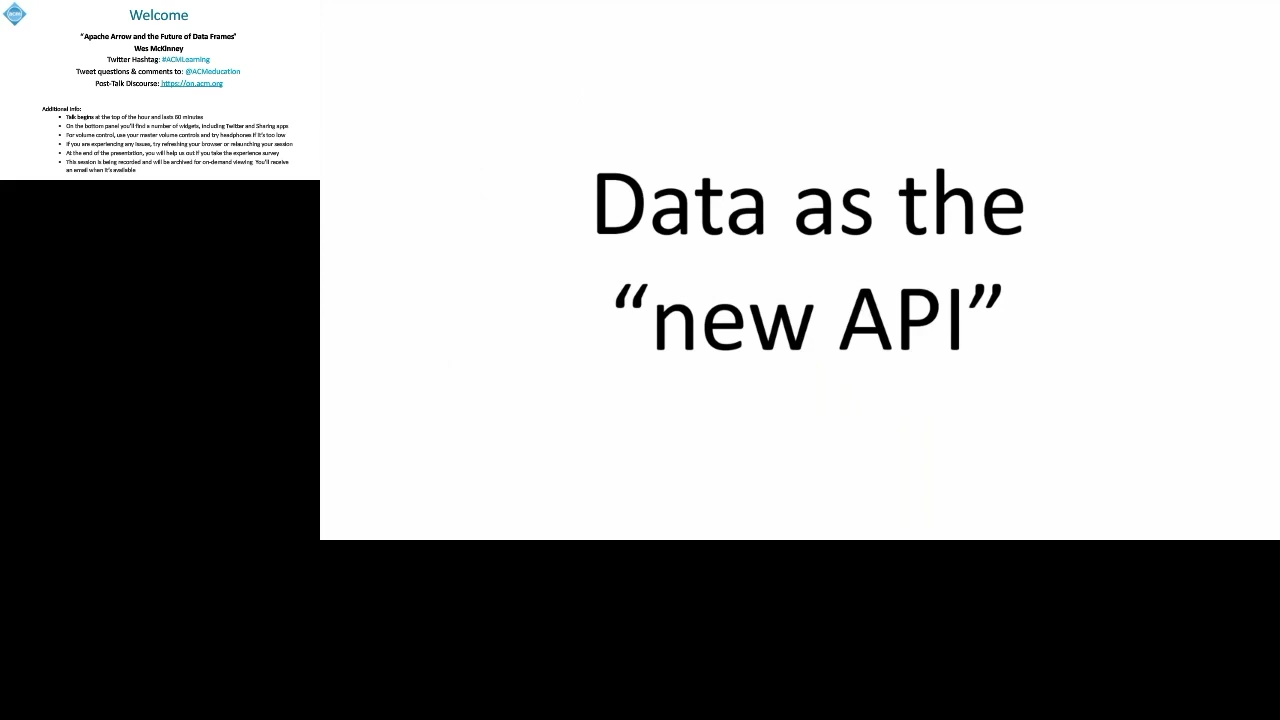 Welcome
"Apache Arrow and the Future of Data Frames"
Wes McKinney
Twitter Hashtag: #ACMLearning
Tweet questions & comments to: @ACMeducation
Post-Talk Discourse: https://on.acm.org
Additional Info:
• Talk begins at the top of the hour and lasts 60 minutes
• On the bottom panel you'll find a number of widgets, including Twitter and Sharing apps
• For volume control, use your master volume controls and try headphones if it's too low
• If you are experiencing any issues, try refreshing your browser or relaunching your session
• At the end of the presentation, you will help us out if you take the experience survey
• This session is being recorded and will be archived for on-demand viewing. You'll receive
an email when it's available
Data as the
“new API”